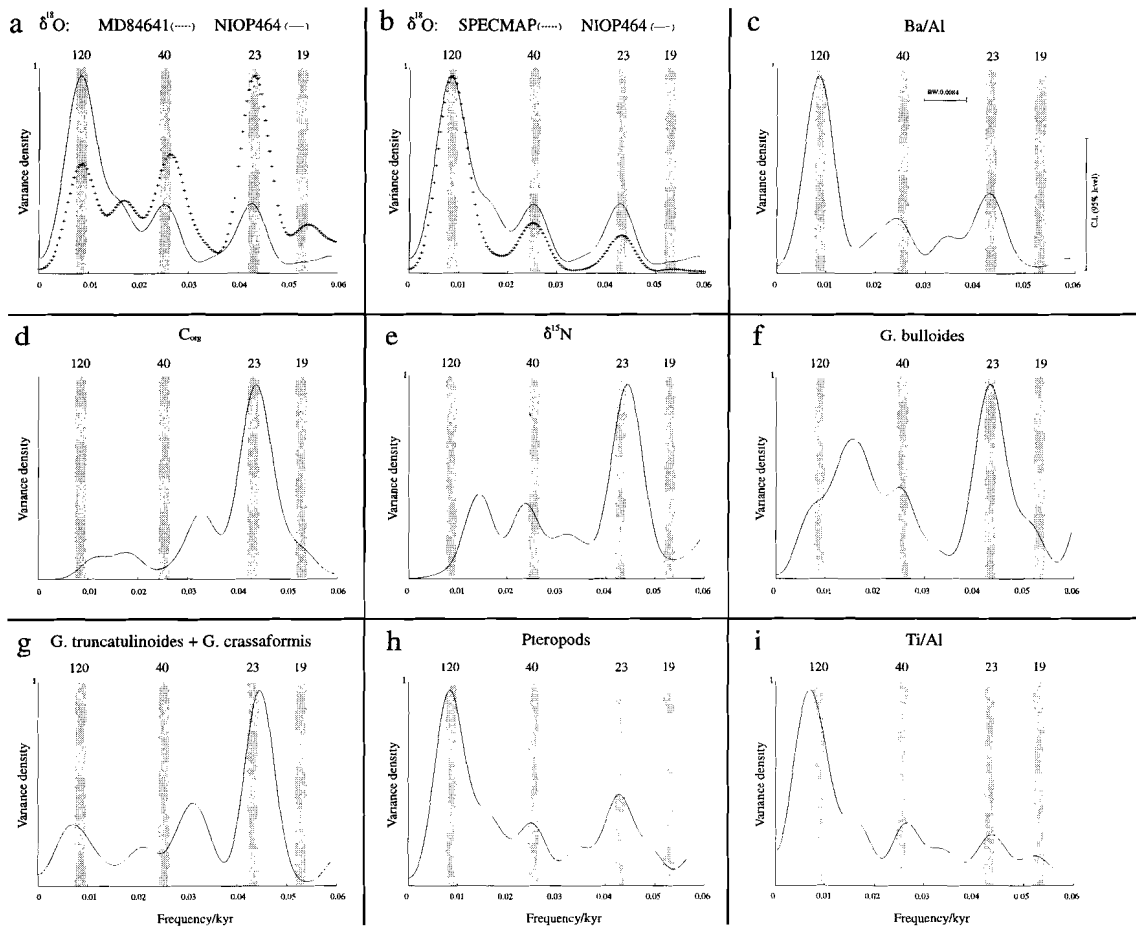 a δ18O: MD84641(·····) NIOP464(—)
120 40 23 19
1
Variance density
0 0.01 0.02 0.03 0.04 0.05 0.06
b δ18O: SPECMAP(·····) NIOP464(—)
120 40 23 19
1
Variance density
0 0.01 0.02 0.03 0.04 0.05 0.06
c Ba/Al
120 40 23 19
1
BW:0.0084
Variance density
C.I. (95% level)
0 0.01 0.02 0.03 0.04 0.05 0.06
d Corg
120 40 23 19
Variance density
0 0.01 0.02 0.03 0.04 0.05 0.06
e δ15N
120 40 23 19
1
Variance density
0 0.01 0.02 0.03 0.04 0.05 0.06
f G. bulloides
120 40 23 19
1
Variance density
0 0.01 0.02 0.03 0.04 0.05 0.06
g G. truncatulinoides + G. crassaformis
120 40 23 19
1
Variance density
0 0.01 0.02 0.03 0.04 0.05 0.06
Frequency/kyr
h Pteropods
120 40 23 19
1
Variance density
0 0.01 0.02 0.03 0.04 0.05 0.06
Frequency/kyr
i Ti/Al
120 40 23 19
1
Variance density
0 0.01 0.02 0.03 0.04 0.05 0.06
Frequency/kyr